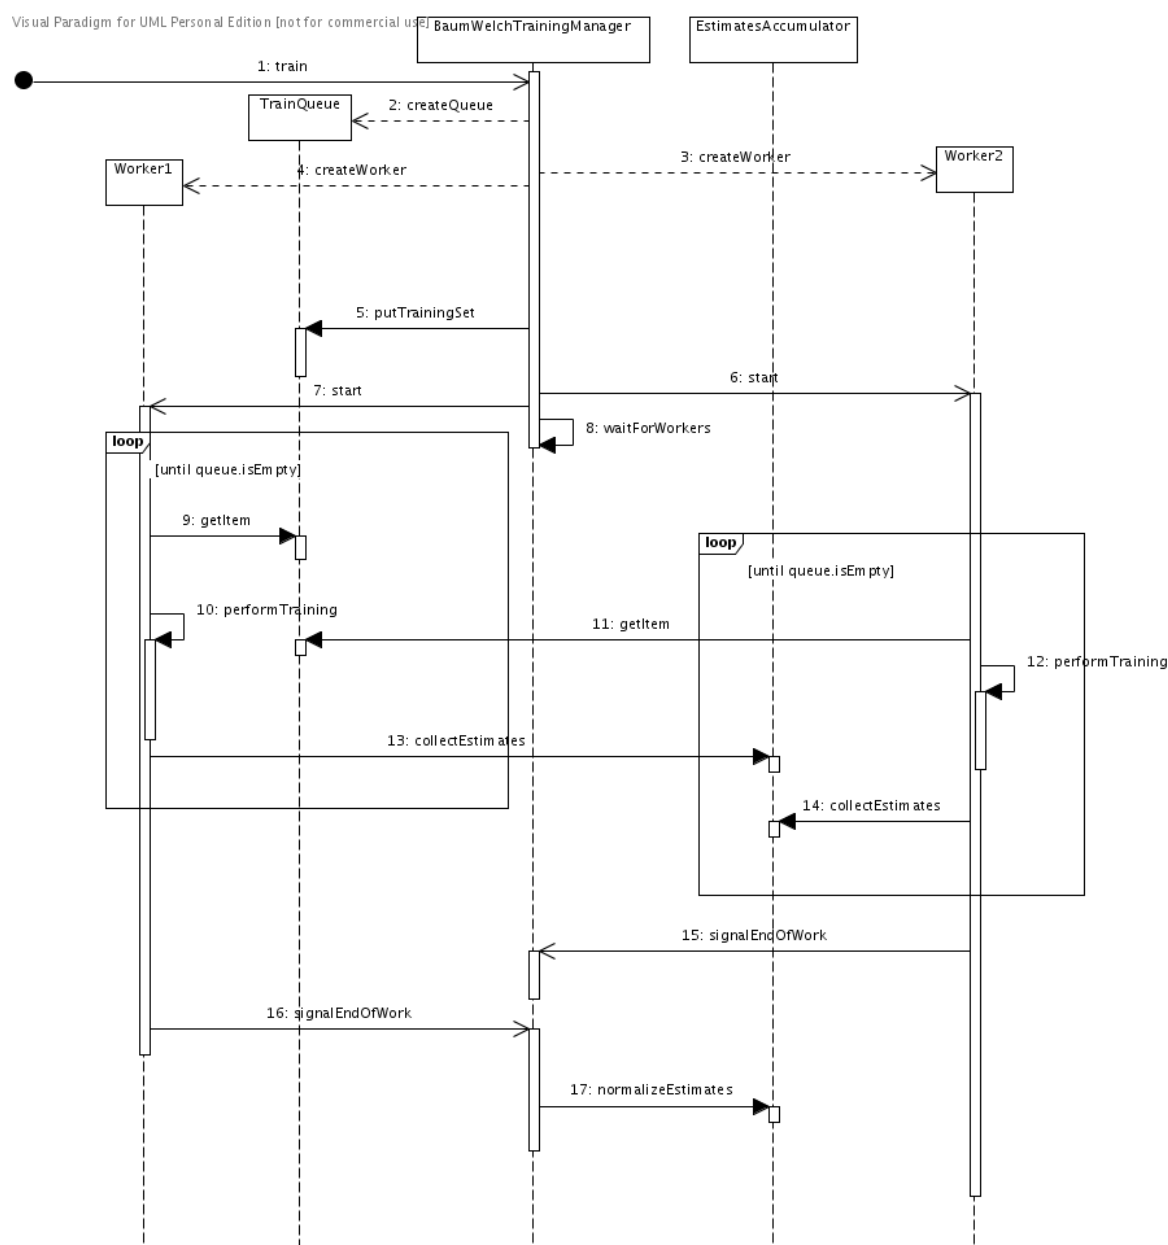 Visual Paradigm for UML Personal Edition [not for commercial use]
BaumWelchTrainingManager
EstimatesAccumulator
1: train
TrainQueue
2: createQueue
Worker1
4: createWorker
3: createWorker
Worker2
5: putTrainingSet
6: start
7: start
8: waitForWorkers
loop
[until queue.isEmpty]
9: getItem
loop
[until queue.isEmpty]
10: performTraining
11: getItem
12: performTraining
13: collectEstimates
14: collectEstimates
15: signalEndOfWork
16: signalEndOfWork
17: normalizeEstimates